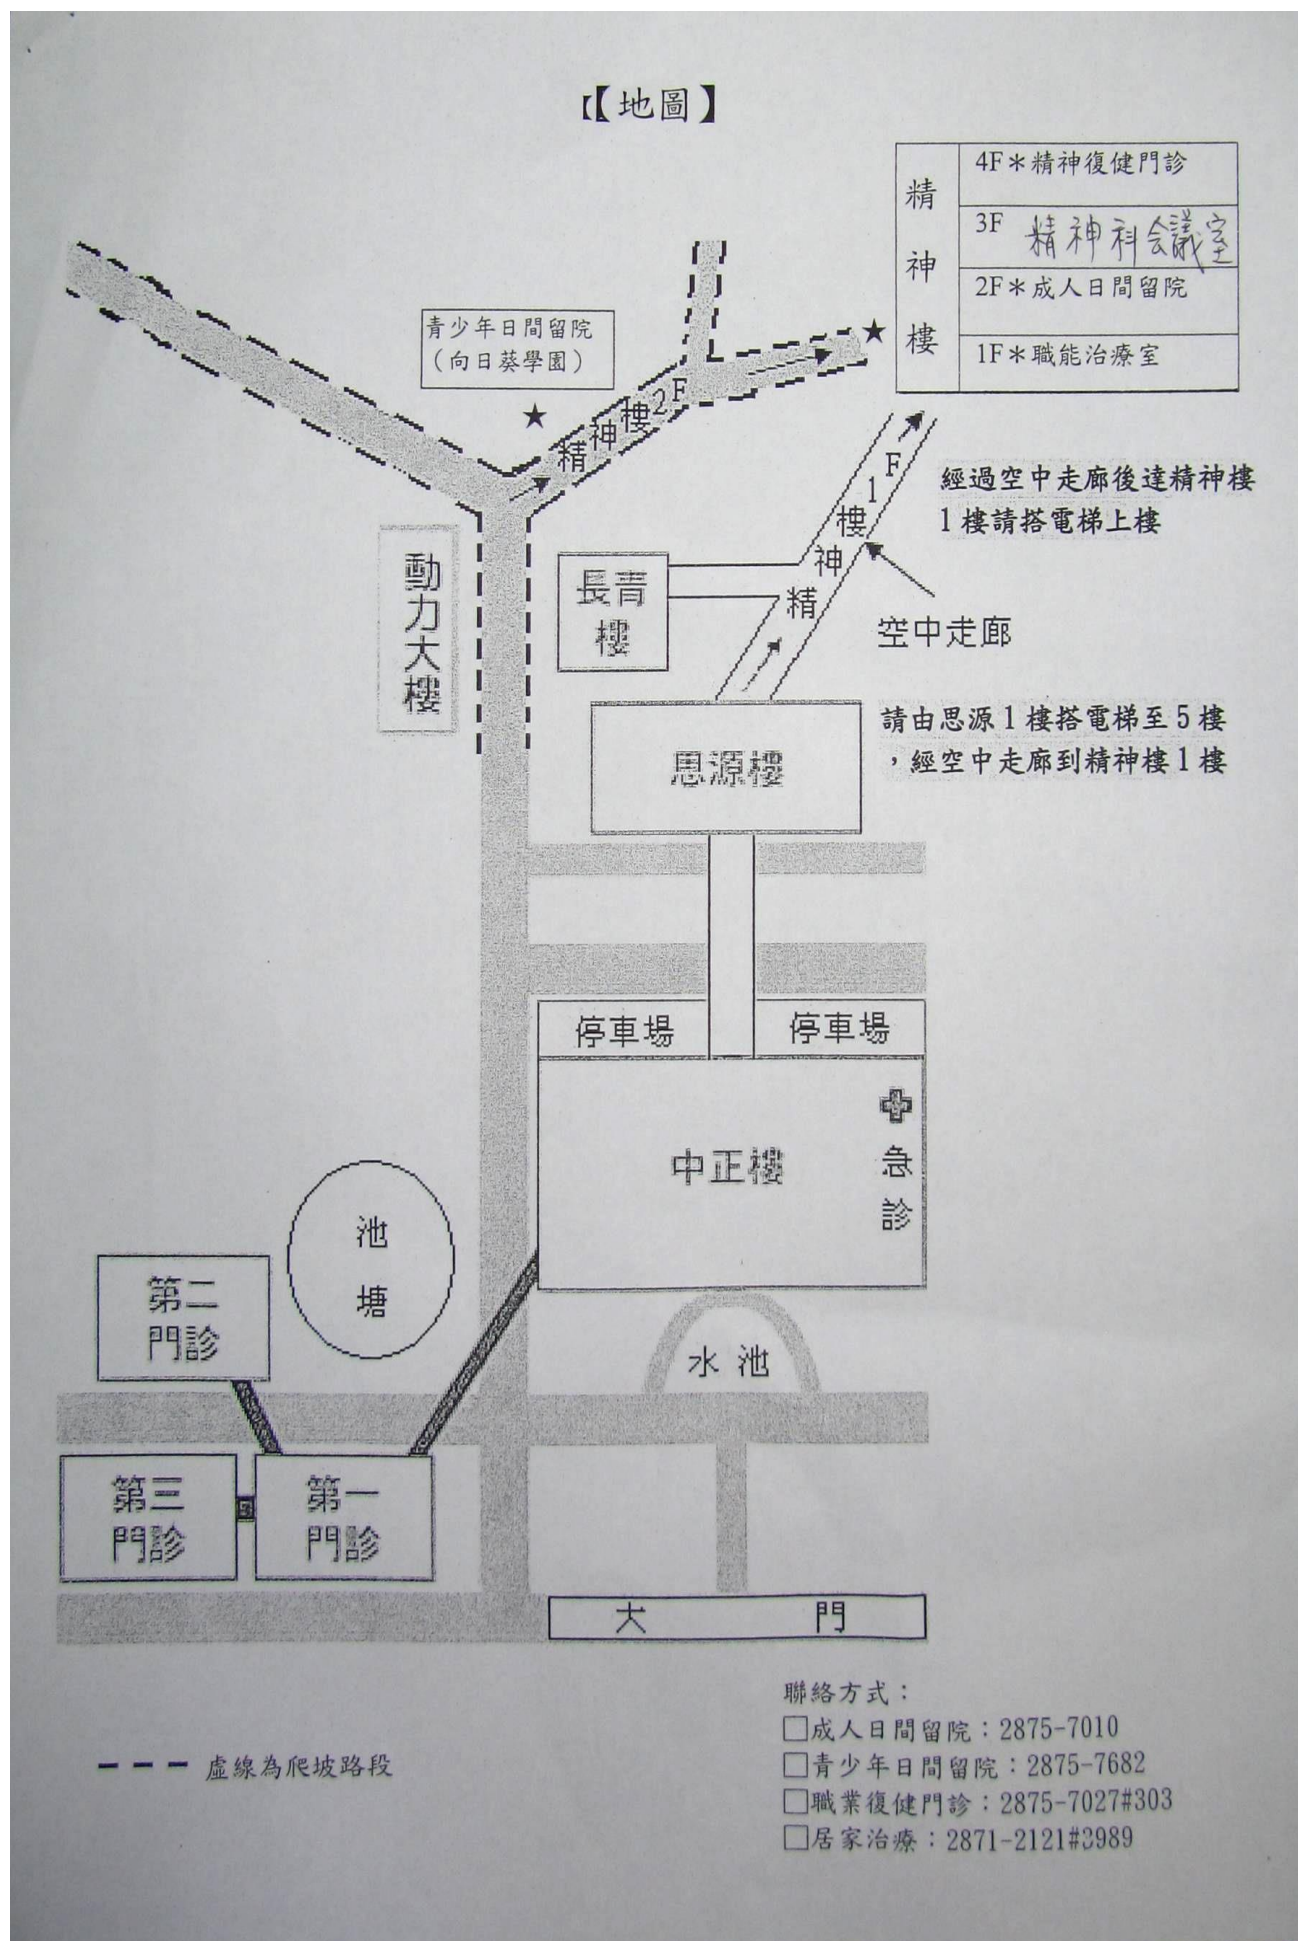 【地圖】
精神樓
4F＊精神復健門診
3F 精神科会議室
2F＊成人日間留院
1F＊職能治療室
青少年日間留院
（向日葵學園）
精神樓2F
精神樓1F
經過空中走廊後達精神樓
1樓請搭電梯上樓
動力大樓
長青
樓
空中走廊
思源樓
請由思源1樓搭電梯至5樓
，經空中走廊到精神樓1樓
停車場
停車場
中正樓
急診
池塘
第二
門診
水池
第三
門診
第一
門診
大門
聯絡方式：
□成人日間留院：2875-7010
□青少年日間留院：2875-7682
□職業復健門診：2875-7027#303
□居家治療：2871-2121#3989
--- 虛線為爬坡路段